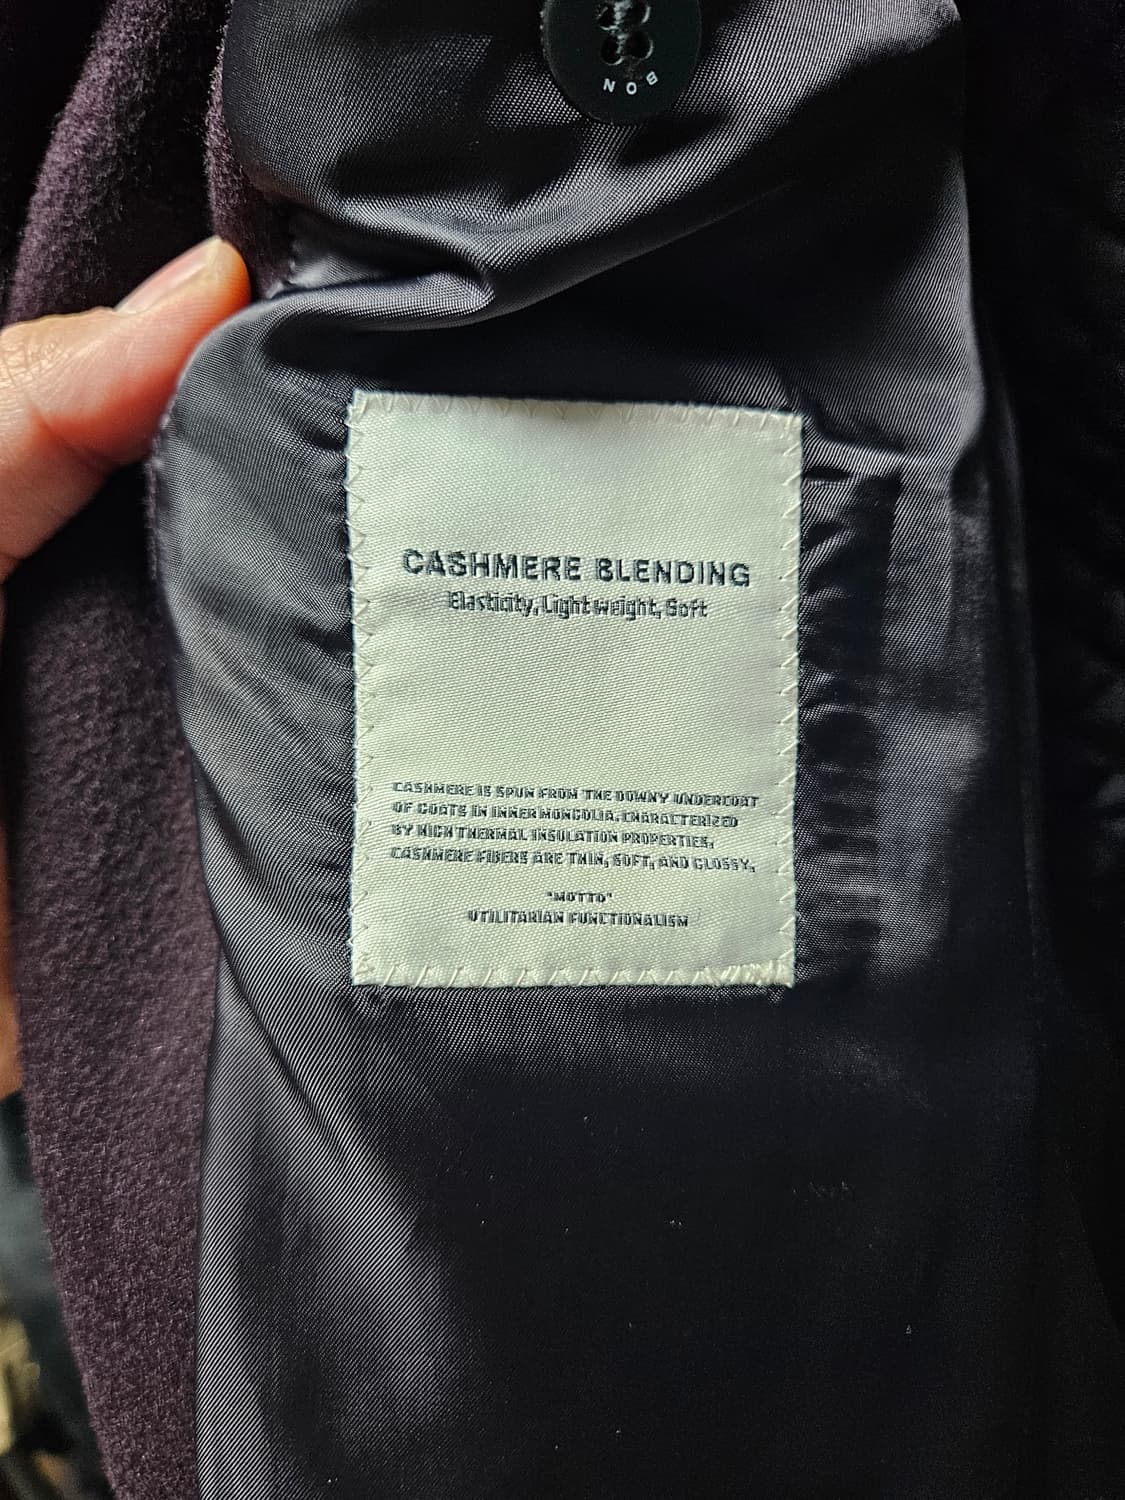 NOB
CASHMERE BLENDING
Elasticity, Light weight, Soft
CASHMERE IS SPUN FROM THE DOWNY UNDERCOAT
OF GOATS IN INNER MONGOLIA. CHARACTERIZED
BY HIGH THERMAL INSULATION PROPERTIES,
CASHMERE FIBERS ARE THIN, SOFT, AND GLOSSY.
"MOTTO"
UTILITARIAN FUNCTIONALISM